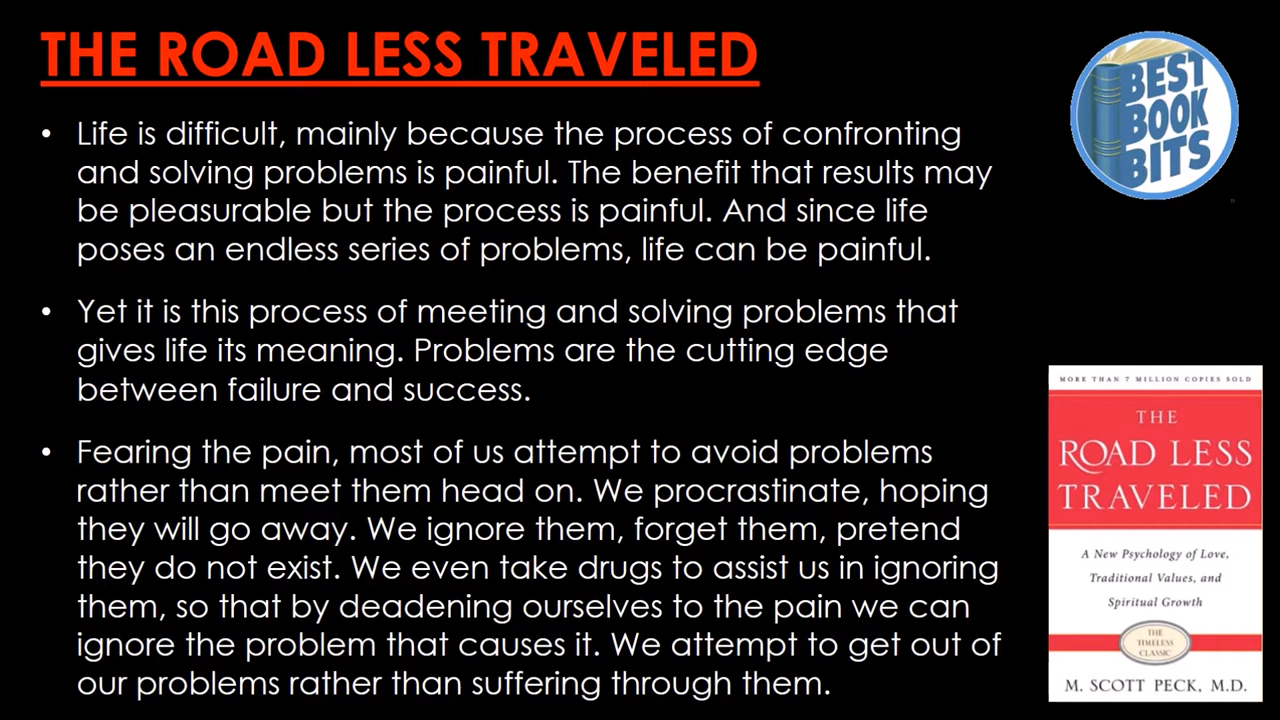 THE ROAD LESS TRAVELED
• Life is difficult, mainly because the process of confronting
and solving problems is painful. The benefit that results may
be pleasurable but the process is painful. And since life
poses an endless series of problems, life can be painful.
• Yet it is this process of meeting and solving problems that
gives life its meaning. Problems are the cutting edge
between failure and success.
• Fearing the pain, most of us attempt to avoid problems
rather than meet them head on. We procrastinate, hoping
they will go away. We ignore them, forget them, pretend
they do not exist. We even take drugs to assist us in ignoring
them, so that by deadening ourselves to the pain we can
ignore the problem that causes it. We attempt to get out of
our problems rather than suffering through them.
BEST
BOOK
BITS
MORE THAN 7 MILLION COPIES SOLD
THE
ROAD LESS
TRAVELED
A New Psychology of Love,
Traditional Values, and
Spiritual Growth
THE
TIMELESS
CLASSIC
M. SCOTT PECK, M.D.